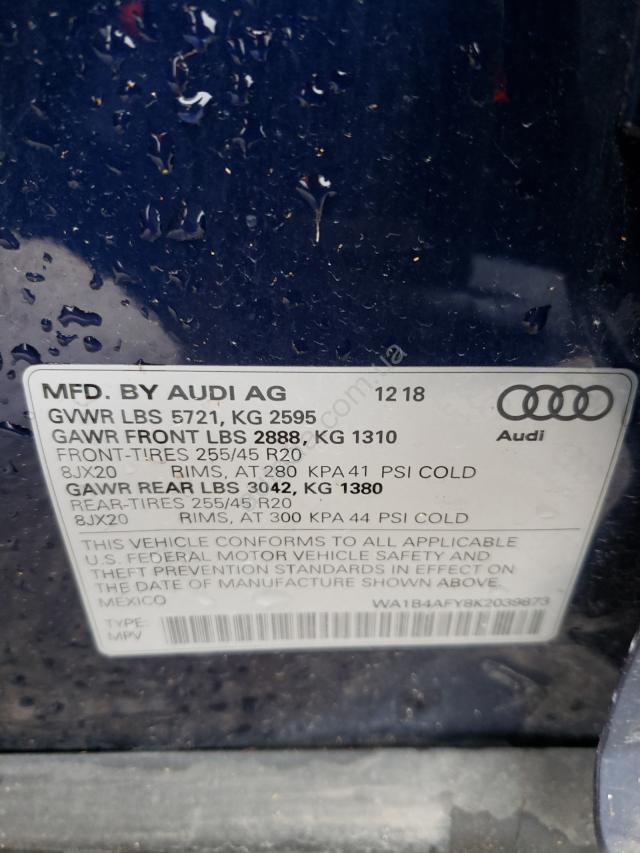 MFD. BY AUDI AG 12 18
GVWR LBS 5721, KG 2595
GAWR FRONT LBS 2888, KG 1310
FRONT-TIRES 255/45 R20
8JX20 RIMS, AT 280 KPA 41 PSI COLD
GAWR REAR LBS 3042, KG 1380
REAR-TIRES 255/45 R20
8JX20 RIMS, AT 300 KPA 44 PSI COLD
Audi
THIS VEHICLE CONFORMS TO ALL APPLICABLE
U.S. FEDERAL MOTOR VEHICLE SAFETY AND
THEFT PREVENTION STANDARDS IN EFFECT ON
THE DATE OF MANUFACTURE SHOWN ABOVE.
MEXICO WA1B4AFY8K2039873
TYPE:
MPV